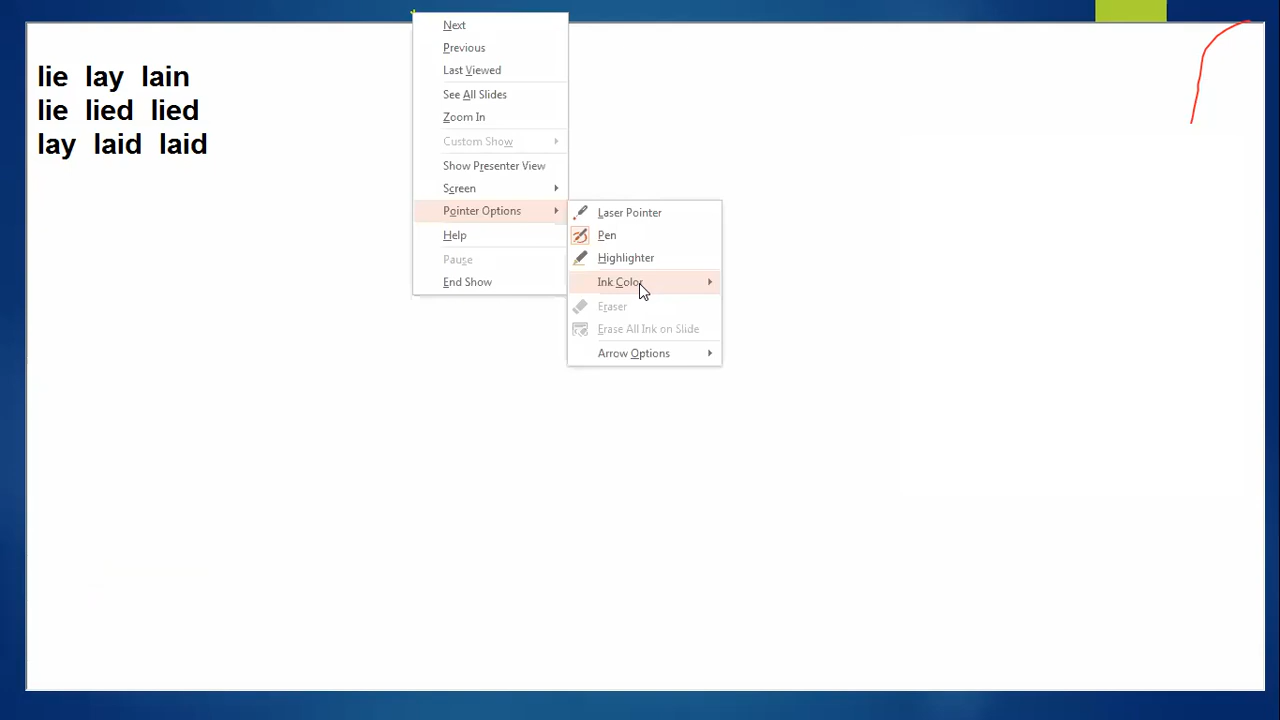 lie lay lain
lie lied lied
lay laid laid
Next
Previous
Last Viewed
See All Slides
Zoom In
Custom Show
Show Presenter View
Screen
Pointer Options
Help
Pause
End Show
Laser Pointer
Pen
Highlighter
Ink Color
Eraser
Erase All Ink on Slide
Arrow Options